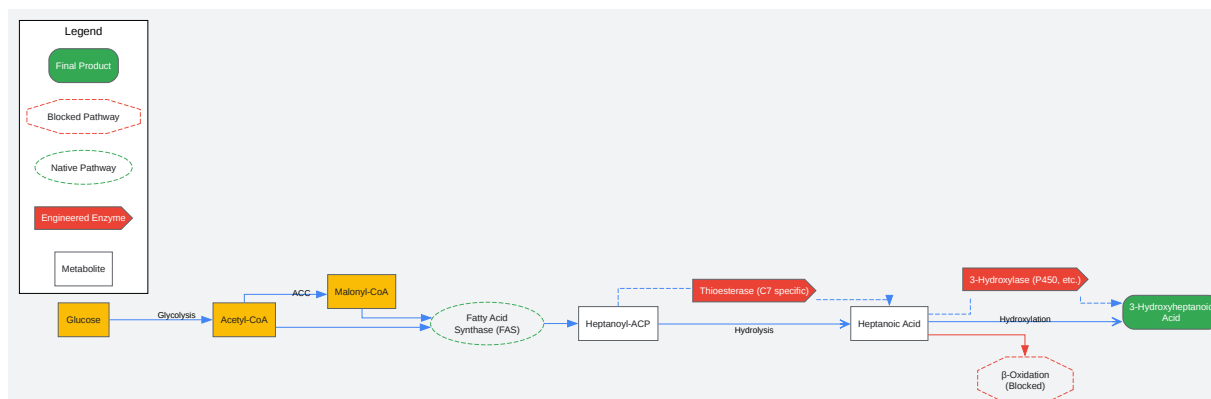 Legend
Final Product
Blocked Pathway
Native Pathway
Engineered Enzyme
Metabolite
Glucose
Glycolysis
Acetyl-CoA
ACC
Malonyl-CoA
Fatty Acid
Synthase (FAS)
Heptanoyl-ACP
Thioesterase (C7 specific)
Hydrolysis
Heptanoic Acid
3-Hydroxylase (P450, etc.)
Hydroxylation
3-Hydroxyheptanoic
Acid
β-Oxidation
(Blocked)